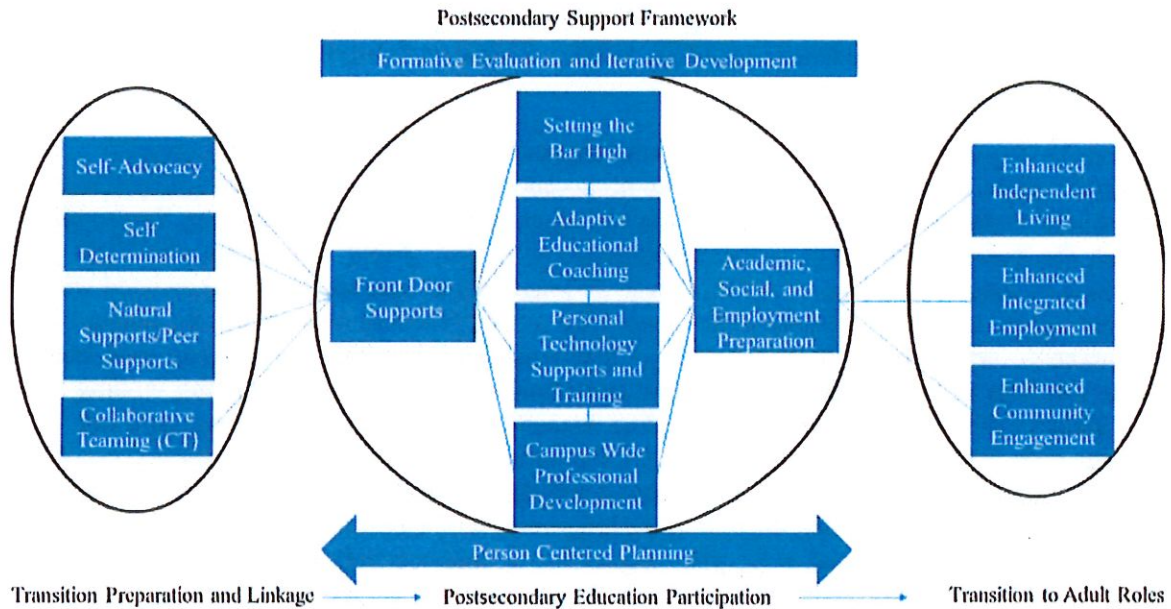 Postsecondary Support Framework
Formative Evaluation and Iterative Development
Self-Advocacy
Self
Determination
Natural
Supports/Peer
Supports
Collaborative
Teaming (CT)
Front Door
Supports
Setting the
Bar High
Adaptive
Educational
Coaching
Personal
Technology
Supports and
Training
Campus Wide
Professional
Development
Academic,
Social, and
Employment
Preparation
Enhanced
Independent
Living
Enhanced
Integrated
Employment
Enhanced
Community
Engagement
Person Centered Planning
Transition Preparation and Linkage
Postsecondary Education Participation
Transition to Adult Roles